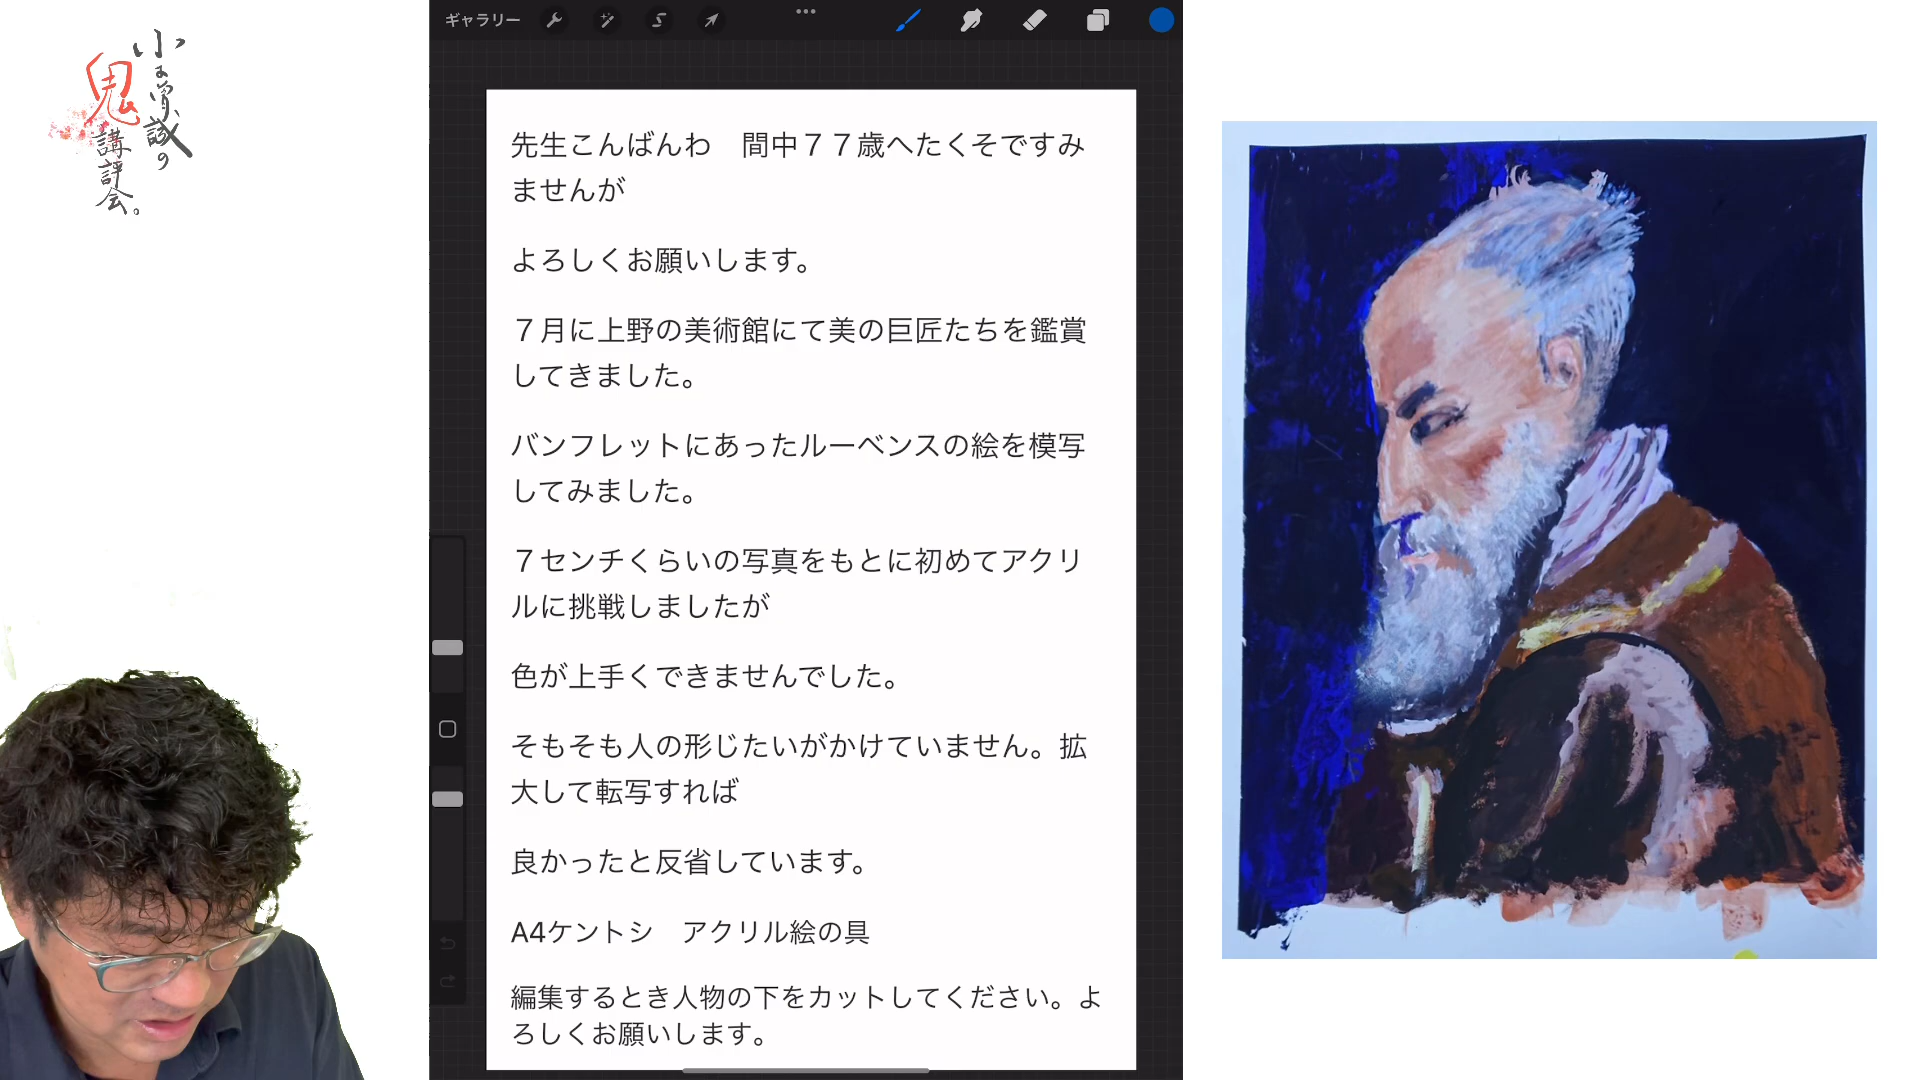 小お堂誠の
鬼
講評会。
ギャラリー
先生こんばんわ　間中７７歳へたくそですみ
ませんが
よろしくお願いします。
７月に上野の美術館にて美の巨匠たちを鑑賞
してきました。
バンフレットにあったルーベンスの絵を模写
してみました。
７センチくらいの写真をもとに初めてアクリ
ルに挑戦しましたが
色が上手くできませんでした。
そもそも人の形じたいがかけていません。拡
大して転写すれば
良かったと反省しています。
A4ケントシ　アクリル絵の具
編集するとき人物の下をカットしてください。よ
ろしくお願いします。